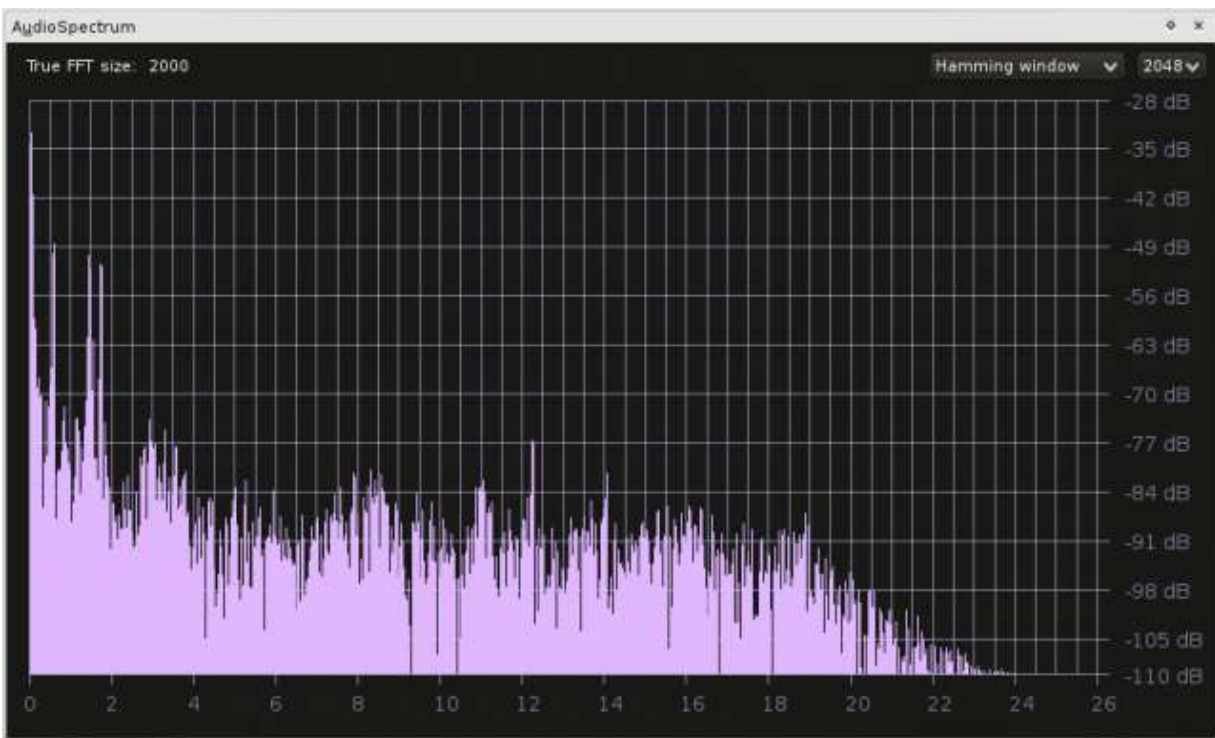 AudioSpectrum
True FFT size: 2000
Hamming window
2048
-28 dB
-35 dB
-42 dB
-49 dB
-56 dB
-63 dB
-70 dB
-77 dB
-84 dB
-91 dB
-98 dB
-105 dB
-110 dB
0 2 4 6 8 10 12 14 16 18 20 22 24 26